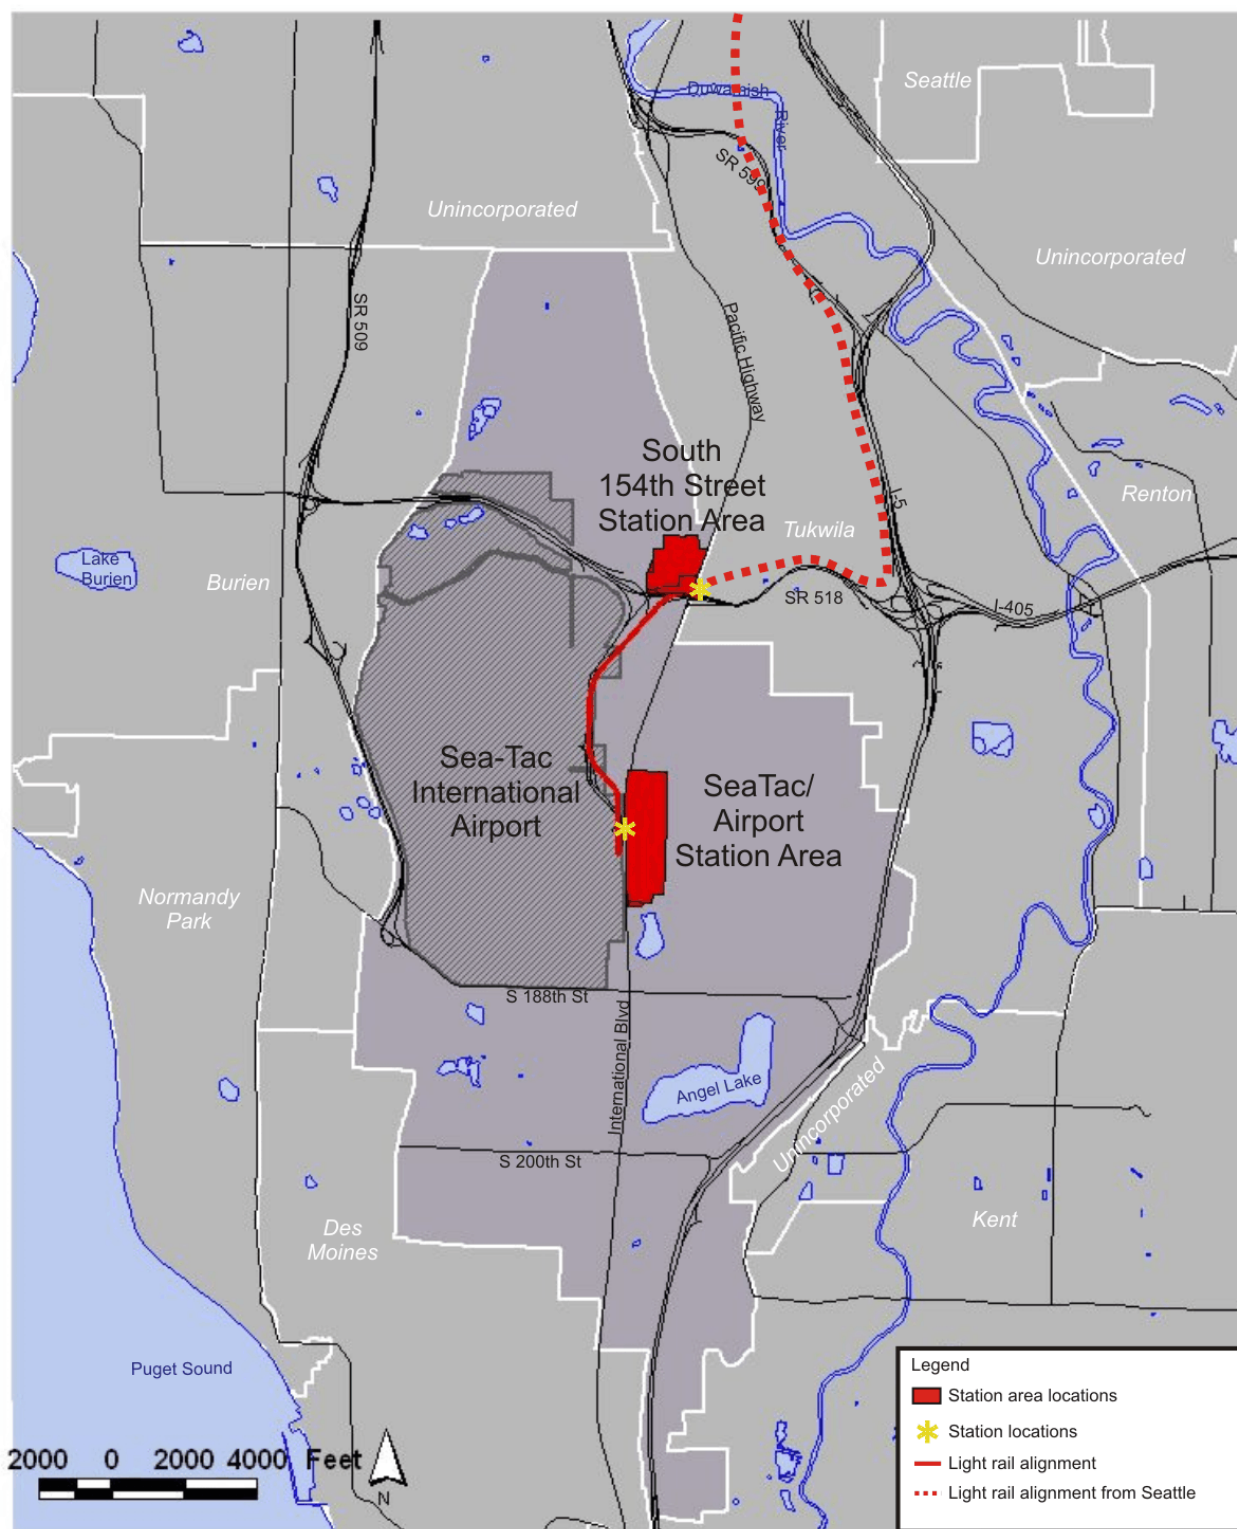 Seattle
Duwamish
River
SR 599
Unincorporated
Unincorporated
SR 509
Pacific Highway
South
154th Street
Station Area
I-5
Renton
Tukwila
Lake
Burien
Burien
SR 518
I-405
Sea-Tac
International
Airport
SeaTac/
Airport
Station Area
Normandy
Park
S 188th St
International Blvd
Angel Lake
Unincorporated
S 200th St
Des
Moines
Kent
Puget Sound
Legend
Station area locations
Station locations
Light rail alignment
Light rail alignment from Seattle
2000 0 2000 4000 Feet
N